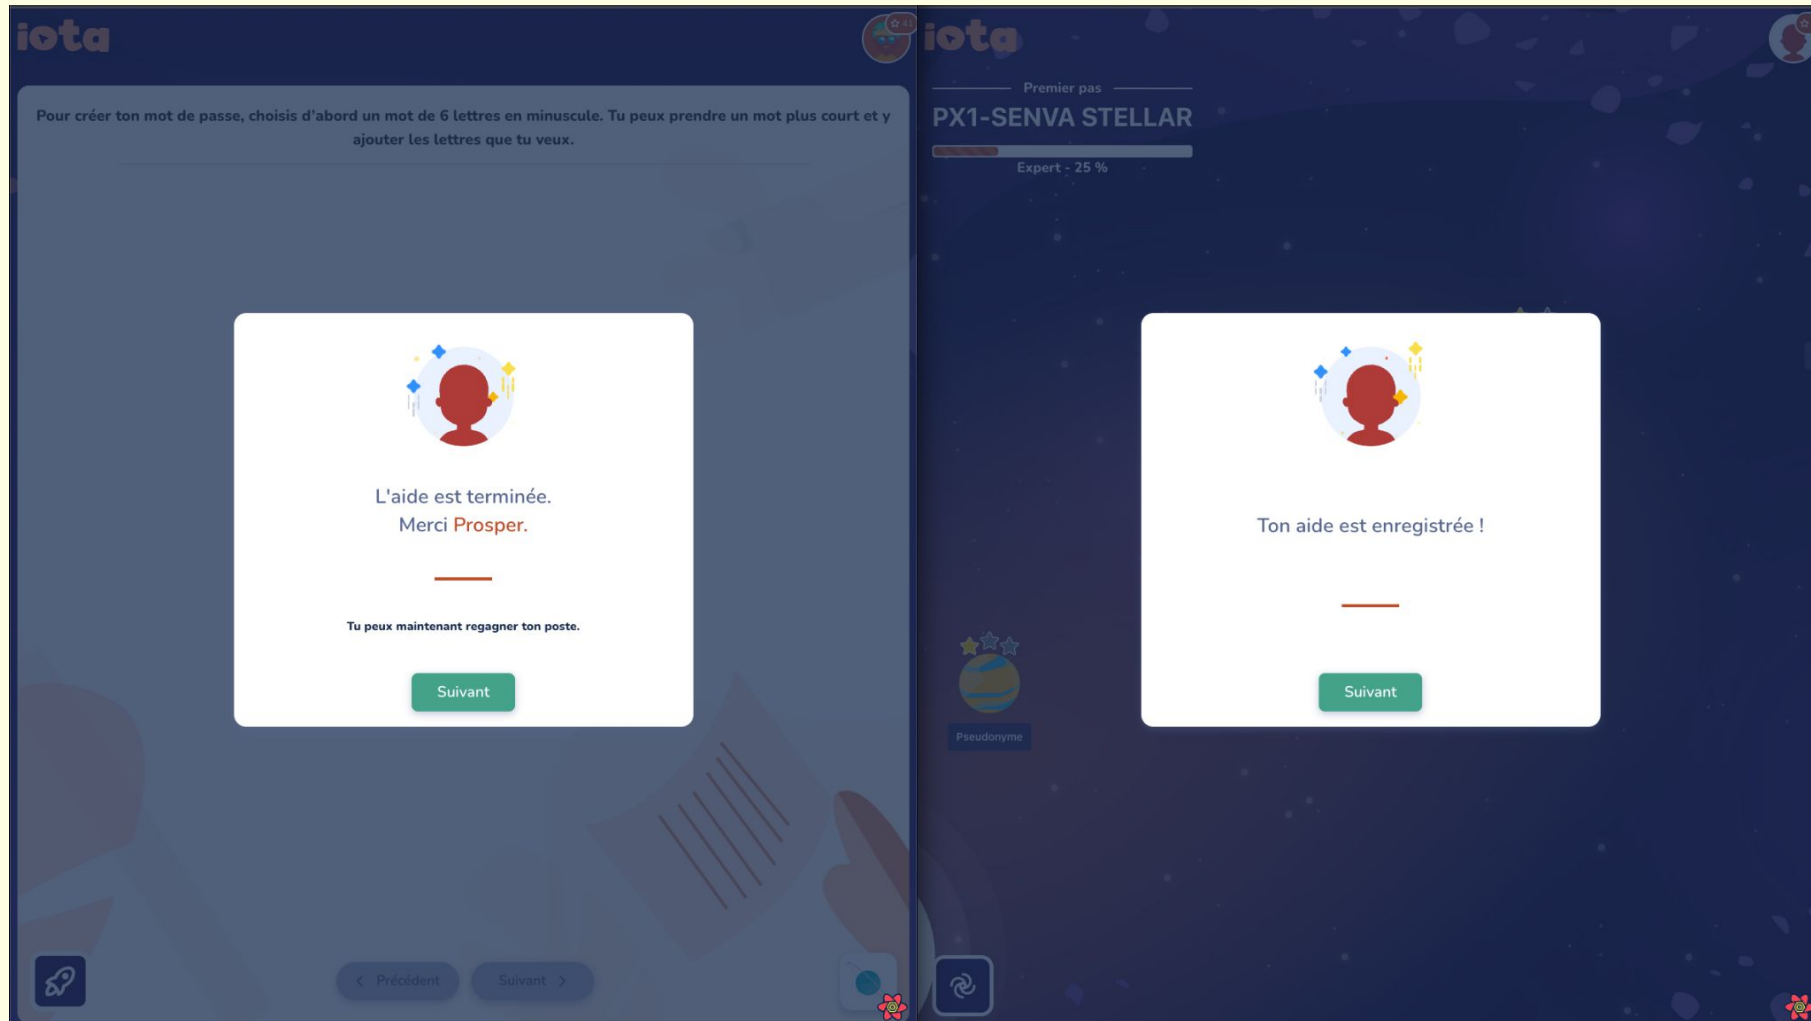 iota
41
Pour créer ton mot de passe, choisis d'abord un mot de 6 lettres en minuscule. Tu peux prendre un mot plus court et y
ajouter les lettres que tu veux.
L'aide est terminée.
Merci Prosper.
Tu peux maintenant regagner ton poste.
Suivant
< Précédent
Suivant >
iota
Premier pas
PX1-SENVA STELLAR
Expert - 25 %
Ton aide est enregistrée !
Suivant
Pseudonyme